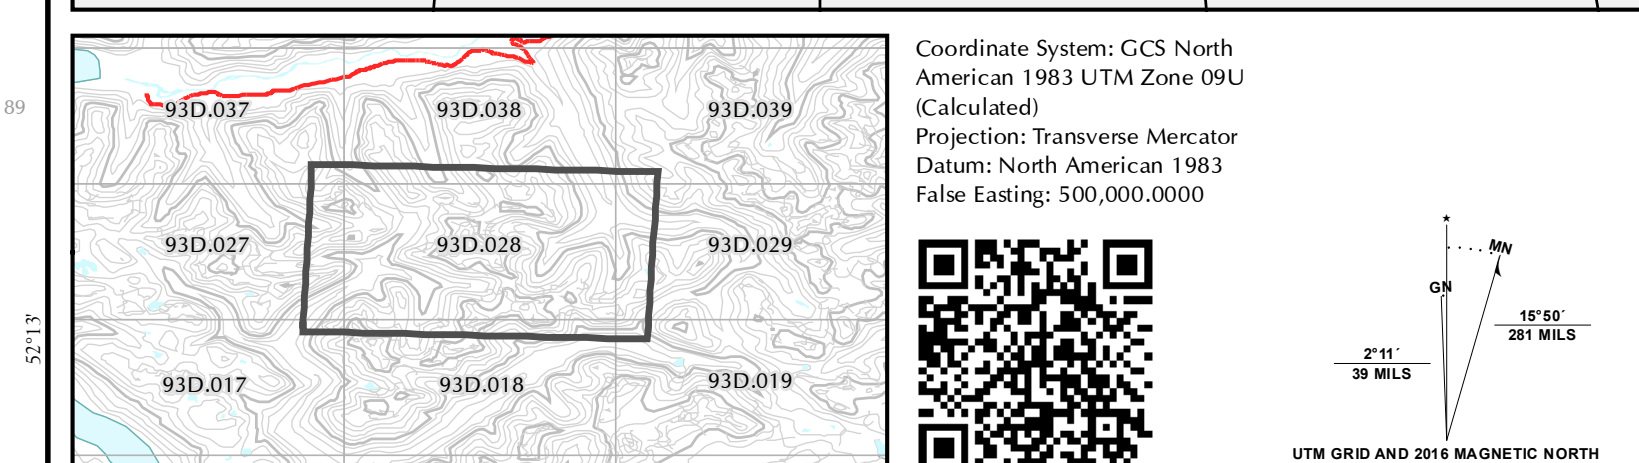 89
52°13'
93D.037 93D.038 93D.039
93D.027 93D.028 93D.029
93D.017 93D.018 93D.019
Coordinate System: GCS North
American 1983 UTM Zone 09U
(Calculated)
Projection: Transverse Mercator
Datum: North American 1983
False Easting: 500,000.0000
MN
GN
15°50´
281 MILS
2°11´
39 MILS
UTM GRID AND 2016 MAGNETIC NORTH